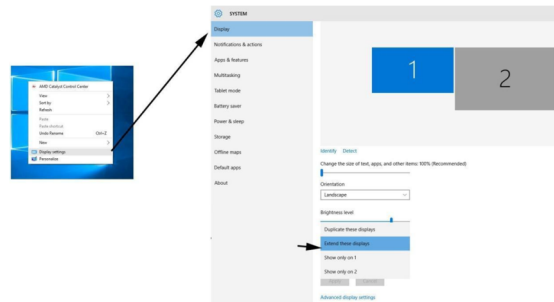 AMD Catalyst Control Center
View
Sort by
Refresh
Paste
Paste shortcut
Undo Rename Ctrl+Z
New
Display settings
Personalize
SYSTEM
Display
Notifications & actions
Apps & features
Multitasking
Tablet mode
Battery saver
Power & sleep
Storage
Offline maps
Default apps
About
1
2
Identify Detect
Change the size of text, apps, and other items: 100% (Recommended)
Orientation
Landscape
Brightness level
Duplicate these displays
Extend these displays
Show only on 1
Show only on 2
Apply Cancel
Advanced display settings